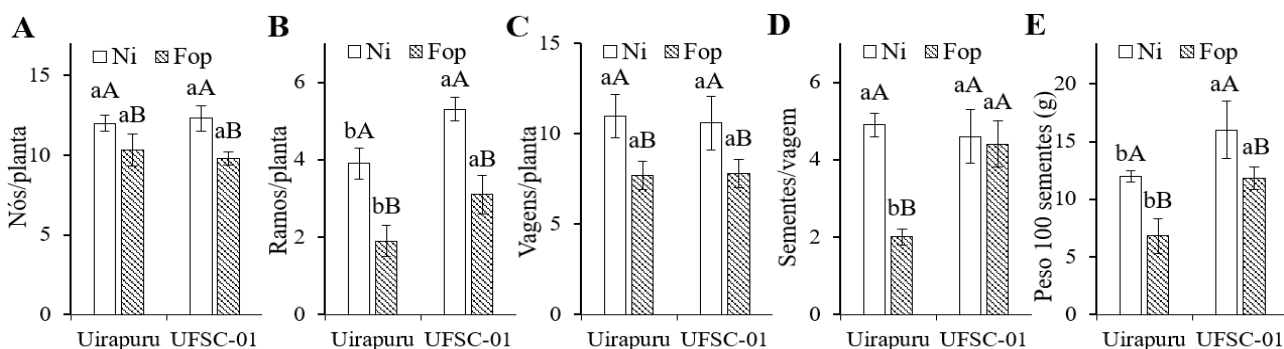 A
Nós/planta
Ni Fop
15
10
5
0
aA
aB
aA
aB
Uirapuru UFSC-01
B
Ramos/planta
Ni Fop
6
4
2
0
bA
bB
aA
aB
Uirapuru UFSC-01
C
Vagens/planta
Ni Fop
15
10
5
0
aA
aB
aA
aB
Uirapuru UFSC-01
D
Sementes/vagem
Ni Fop
6
4
2
0
aA
bB
aA
aA
Uirapuru UFSC-01
E
Peso 100 sementes (g)
Ni Fop
20
15
10
5
0
bA
bB
aA
aB
Uirapuru UFSC-01